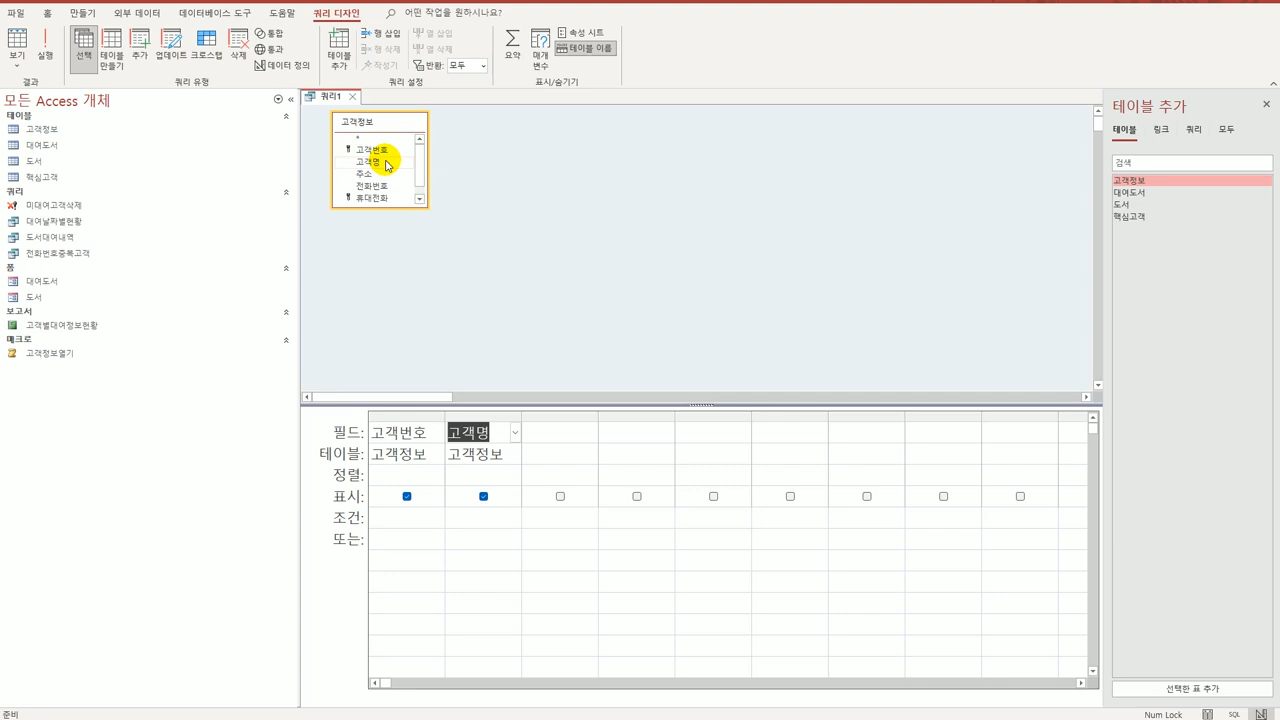 파일 홈 만들기 외부 데이터 데이터베이스 도구 도움말 쿼리 디자인 어떤 작업을 원하시나요?
보기 실행 선택 테이블 만들기 추가 업데이트 크로스탭 삭제 통합 통과 데이터 정의 테이블 추가 행 삽입 행 삭제 작성기 열 삽입 열 삭제 반환: 모두 요약 매개 변수 속성 시트 테이블 이름
결과 쿼리 유형 쿼리 설정 표시/숨기기
모든 Access 개체
테이블
고객정보
대여도서
도서
핵심고객
쿼리
미대여고객삭제
대여날짜별현황
도서대여내역
전화번호중복고객
폼
대여도서
도서
보고서
고객별대여정보현황
매크로
고객정보열기
쿼리1
고객정보
*
고객번호
고객명
주소
전화번호
휴대전화
필드: 고객번호 고객명
테이블: 고객정보 고객정보
정렬:
표시:
조건:
또는:
테이블 추가
테이블 링크 쿼리 모두
검색
고객정보
대여도서
도서
핵심고객
선택한 표 추가
준비 Num Lock SQL